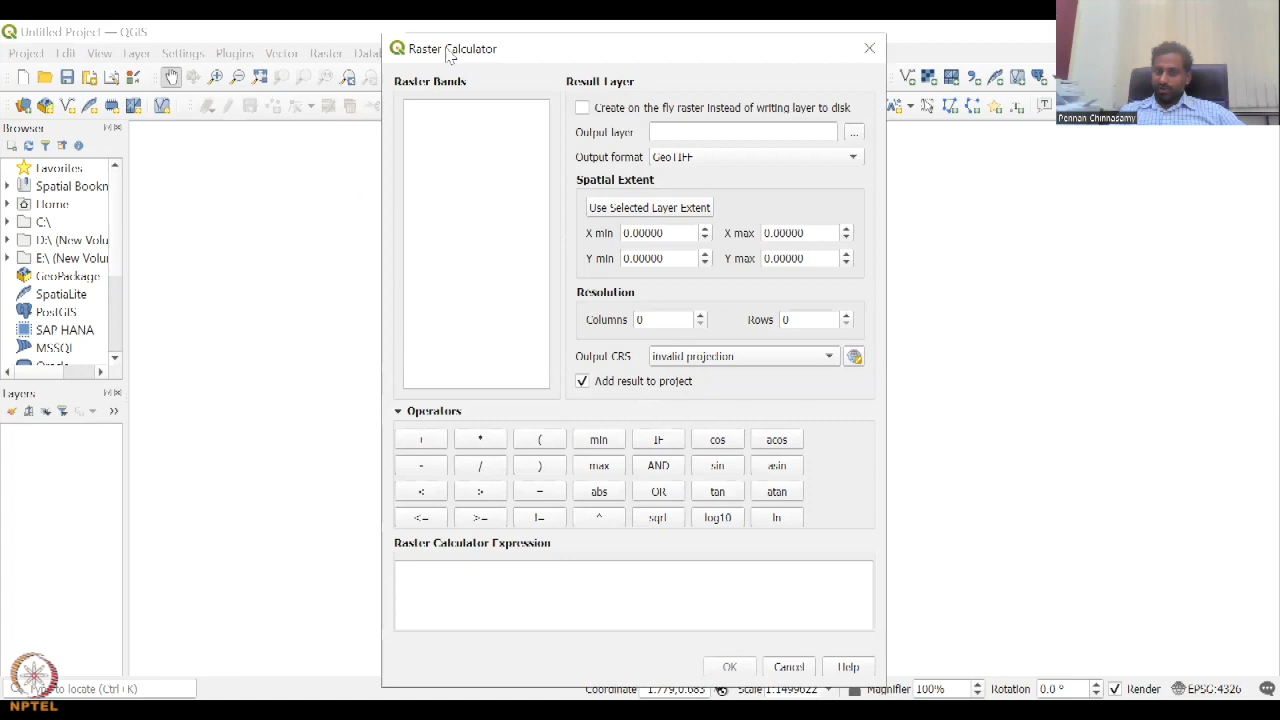 Untitled Project - QGIS
Project Edit View Layer Settings Plugins Vector Raster
Raster Calculator
Pennan Chinnasamy
Browser
Favorites
Spatial Bookn
Home
C:\
D:\ (New Volu
E:\ (New Volu
GeoPackage
SpatiaLite
PostGIS
SAP HANA
MSSQL
Layers
Raster Bands
Result Layer
Create on the fly raster instead of writing layer to disk
Output layer ...
Output format GeoTIFF
Spatial Extent
Use Selected Layer Extent
X min 0.00000 X max 0.00000
Y min 0.00000 Y max 0.00000
Resolution
Columns 0 Rows 0
Output CRS invalid projection
Add result to project
Operators
+ * ( min IF cos acos
- / ) max AND sin asin
< > = abs OR tan atan
<= >= != ^ sqrt log10 ln
Raster Calculator Expression
OK Cancel Help
Type to locate (Ctrl+K)
Coordinate 1.779,0.683 Scale Magnifier 100% Rotation 0.0 ° Render EPSG:4326
NPTEL